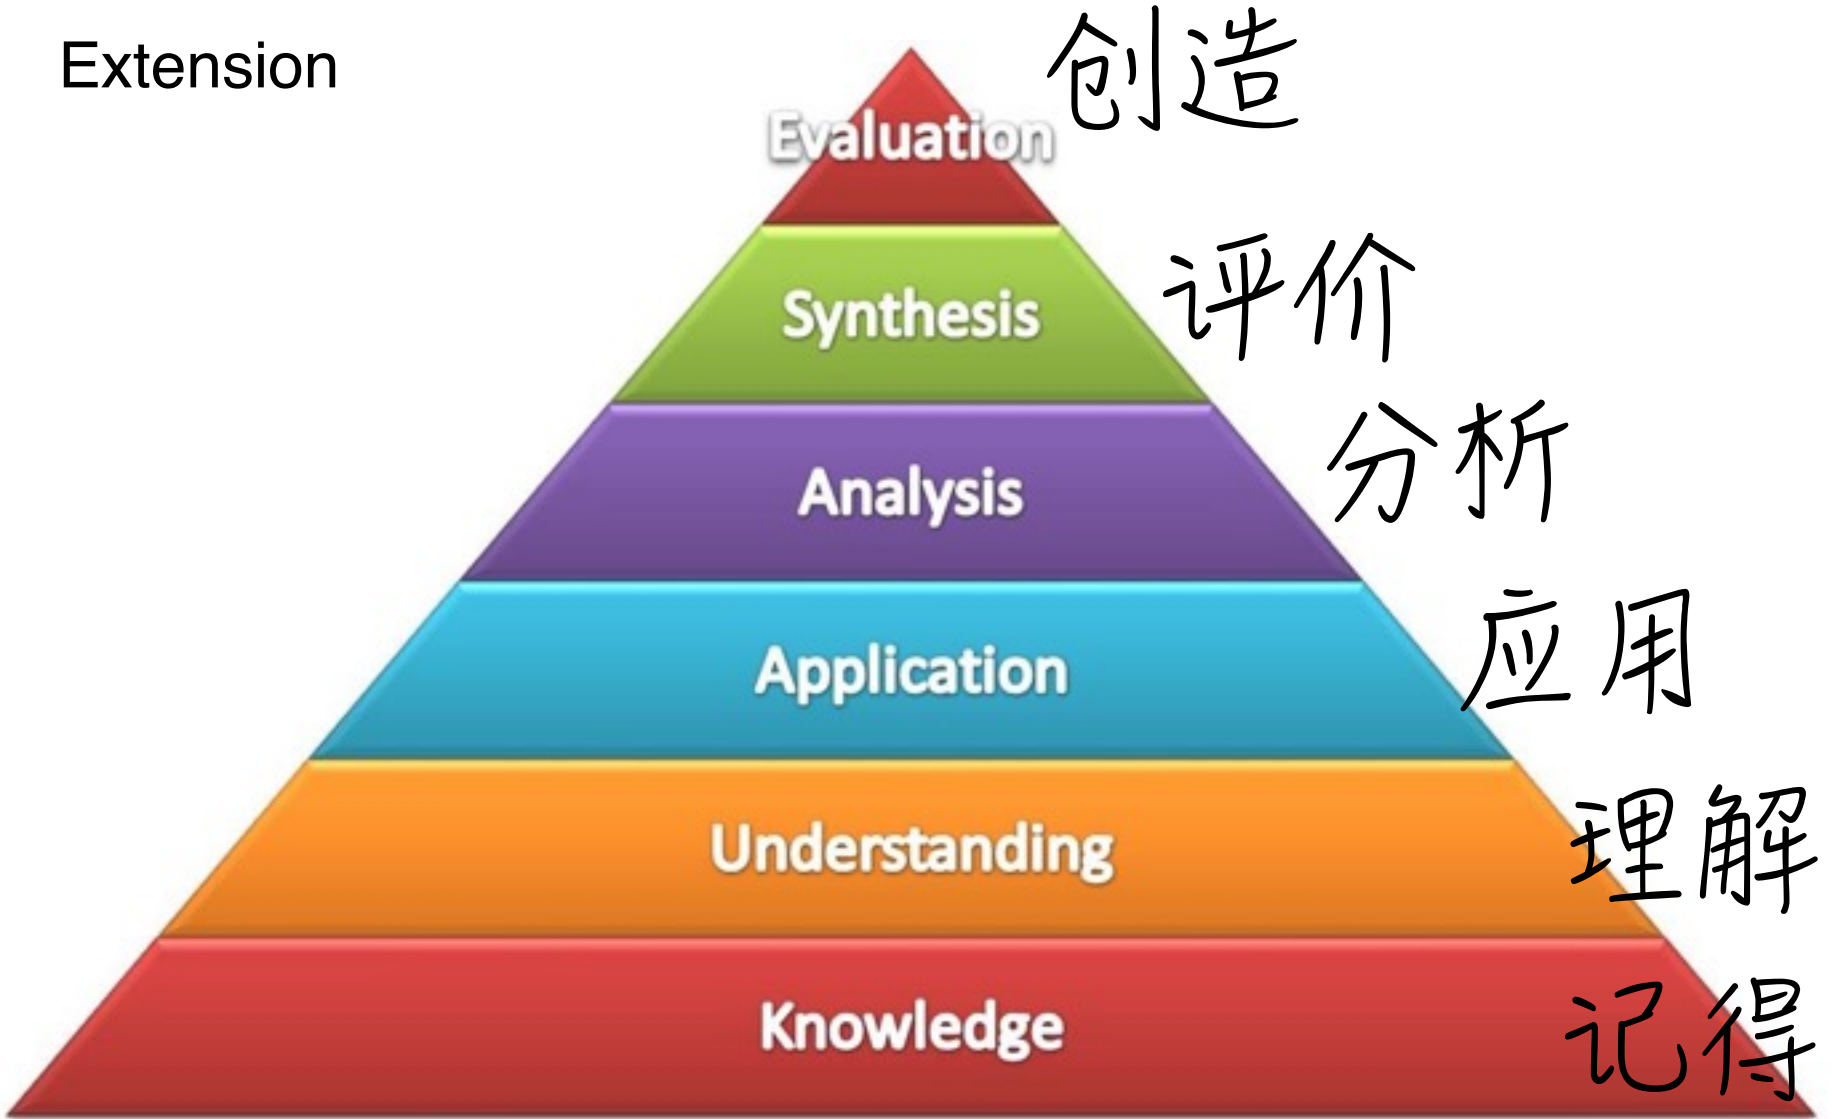 Extension
创造
Evaluation
评价
Synthesis
分析
Analysis
应用
Application
理解
Understanding
记得
Knowledge